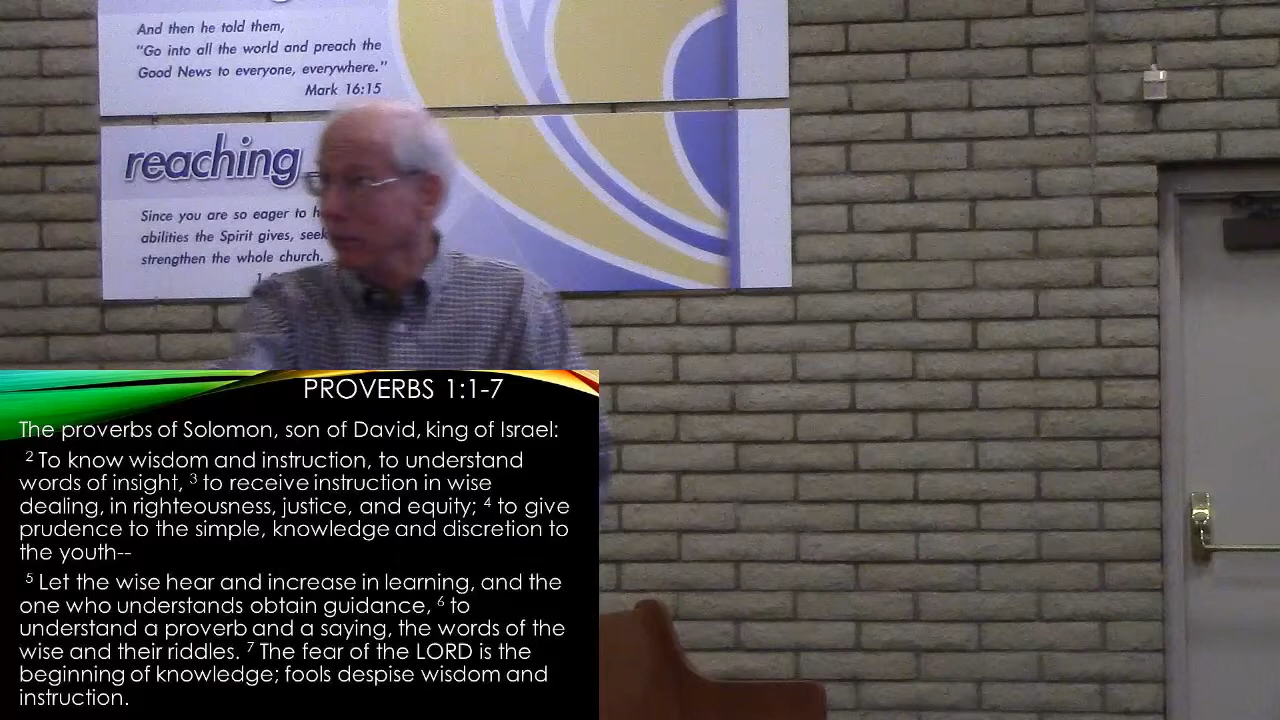 And then he told them,
"Go into all the world and preach the
Good News to everyone, everywhere."
Mark 16:15
reaching
Since you are so eager to
abilities the Spirit gives, seek
strengthen the whole church.
PROVERBS 1:1-7
The proverbs of Solomon, son of David, king of Israel:
2 To know wisdom and instruction, to understand
words of insight, 3 to receive instruction in wise
dealing, in righteousness, justice, and equity; 4 to give
prudence to the simple, knowledge and discretion to
the youth--
5 Let the wise hear and increase in learning, and the
one who understands obtain guidance, 6 to
understand a proverb and a saying, the words of the
wise and their riddles. 7 The fear of the LORD is the
beginning of knowledge; fools despise wisdom and
instruction.